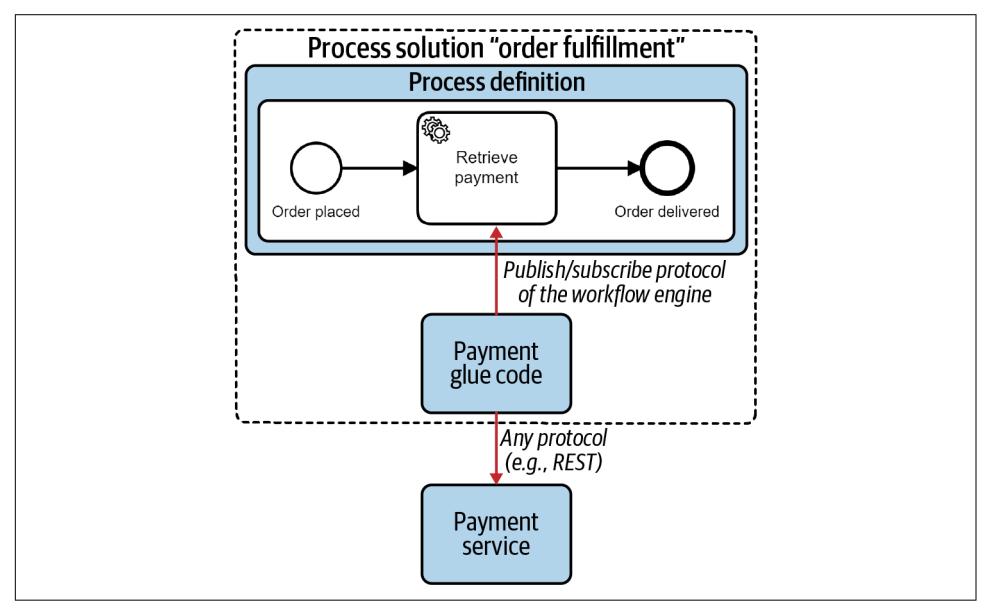 Process solution “order fulfillment”
Process definition
Retrieve
payment
Order placed
Order delivered
Publish/subscribe protocol
of the workflow engine
Payment
glue code
Any protocol
(e.g., REST)
Payment
service